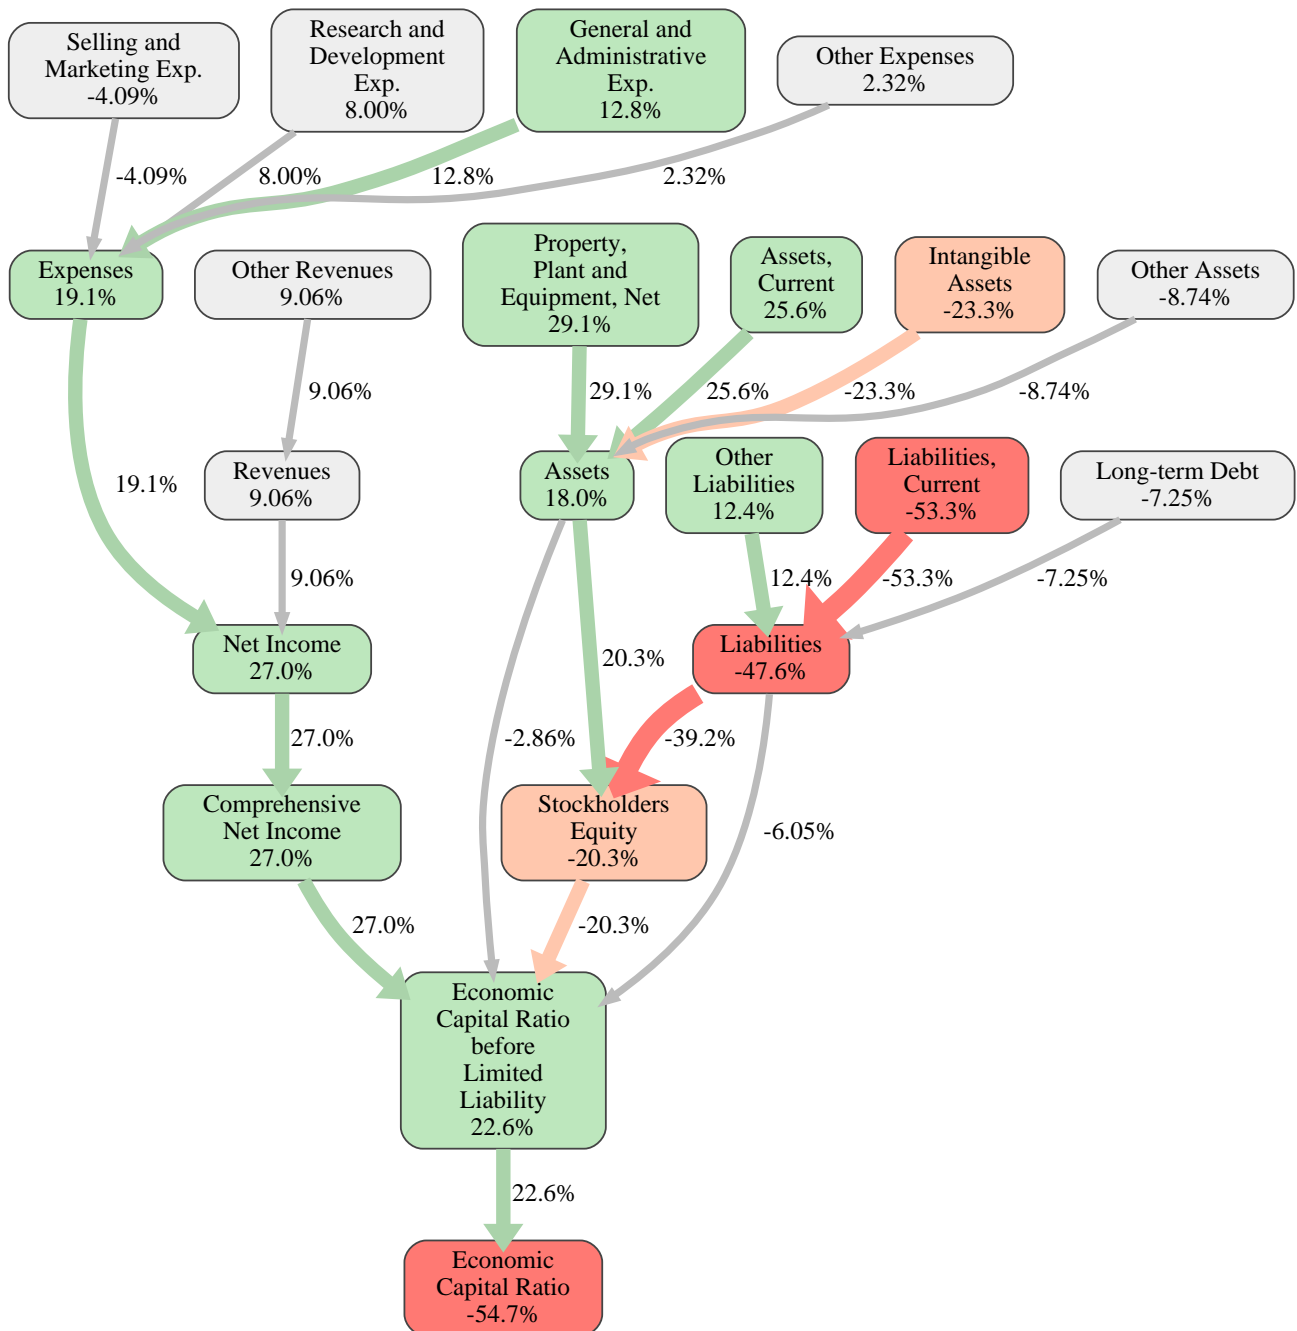 Selling and
Marketing Exp.
-4.09%
Research and
Development
Exp.
8.00%
General and
Administrative
Exp.
12.8%
Other Expenses
2.32%
-4.09%
8.00%
12.8%
2.32%
Expenses
19.1%
Other Revenues
9.06%
Property,
Plant and
Equipment, Net
29.1%
Assets,
Current
25.6%
Intangible
Assets
-23.3%
Other Assets
-8.74%
9.06%
29.1%
25.6%
-23.3%
-8.74%
19.1%
Revenues
9.06%
Assets
18.0%
Other
Liabilities
12.4%
Liabilities,
Current
-53.3%
Long-term Debt
-7.25%
9.06%
12.4%
-53.3%
-7.25%
Net Income
27.0%
20.3%
Liabilities
-47.6%
27.0%
-2.86%
-39.2%
Comprehensive
Net Income
27.0%
Stockholders
Equity
-20.3%
-6.05%
27.0%
-20.3%
Economic
Capital Ratio
before
Limited
Liability
22.6%
22.6%
Economic
Capital Ratio
-54.7%